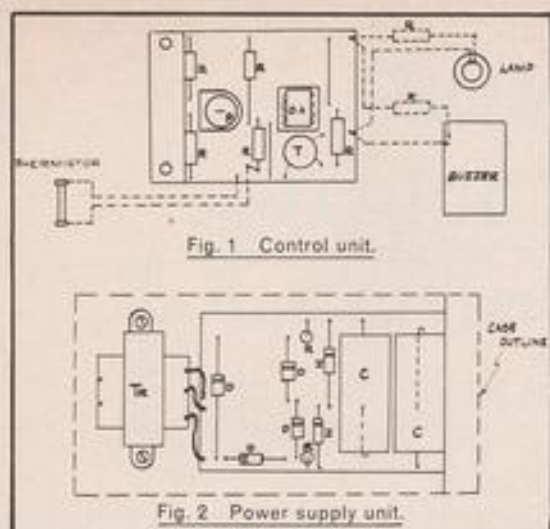 R
LAMP
R
R
R
O.A
THERMISTOR
R
R
T
R
BUZZER
Fig. 1 Control unit.
CASE
OUTLINE
R
Z
TR
D
D
C
C
D
Z
D
R
Fig. 2 Power supply unit.